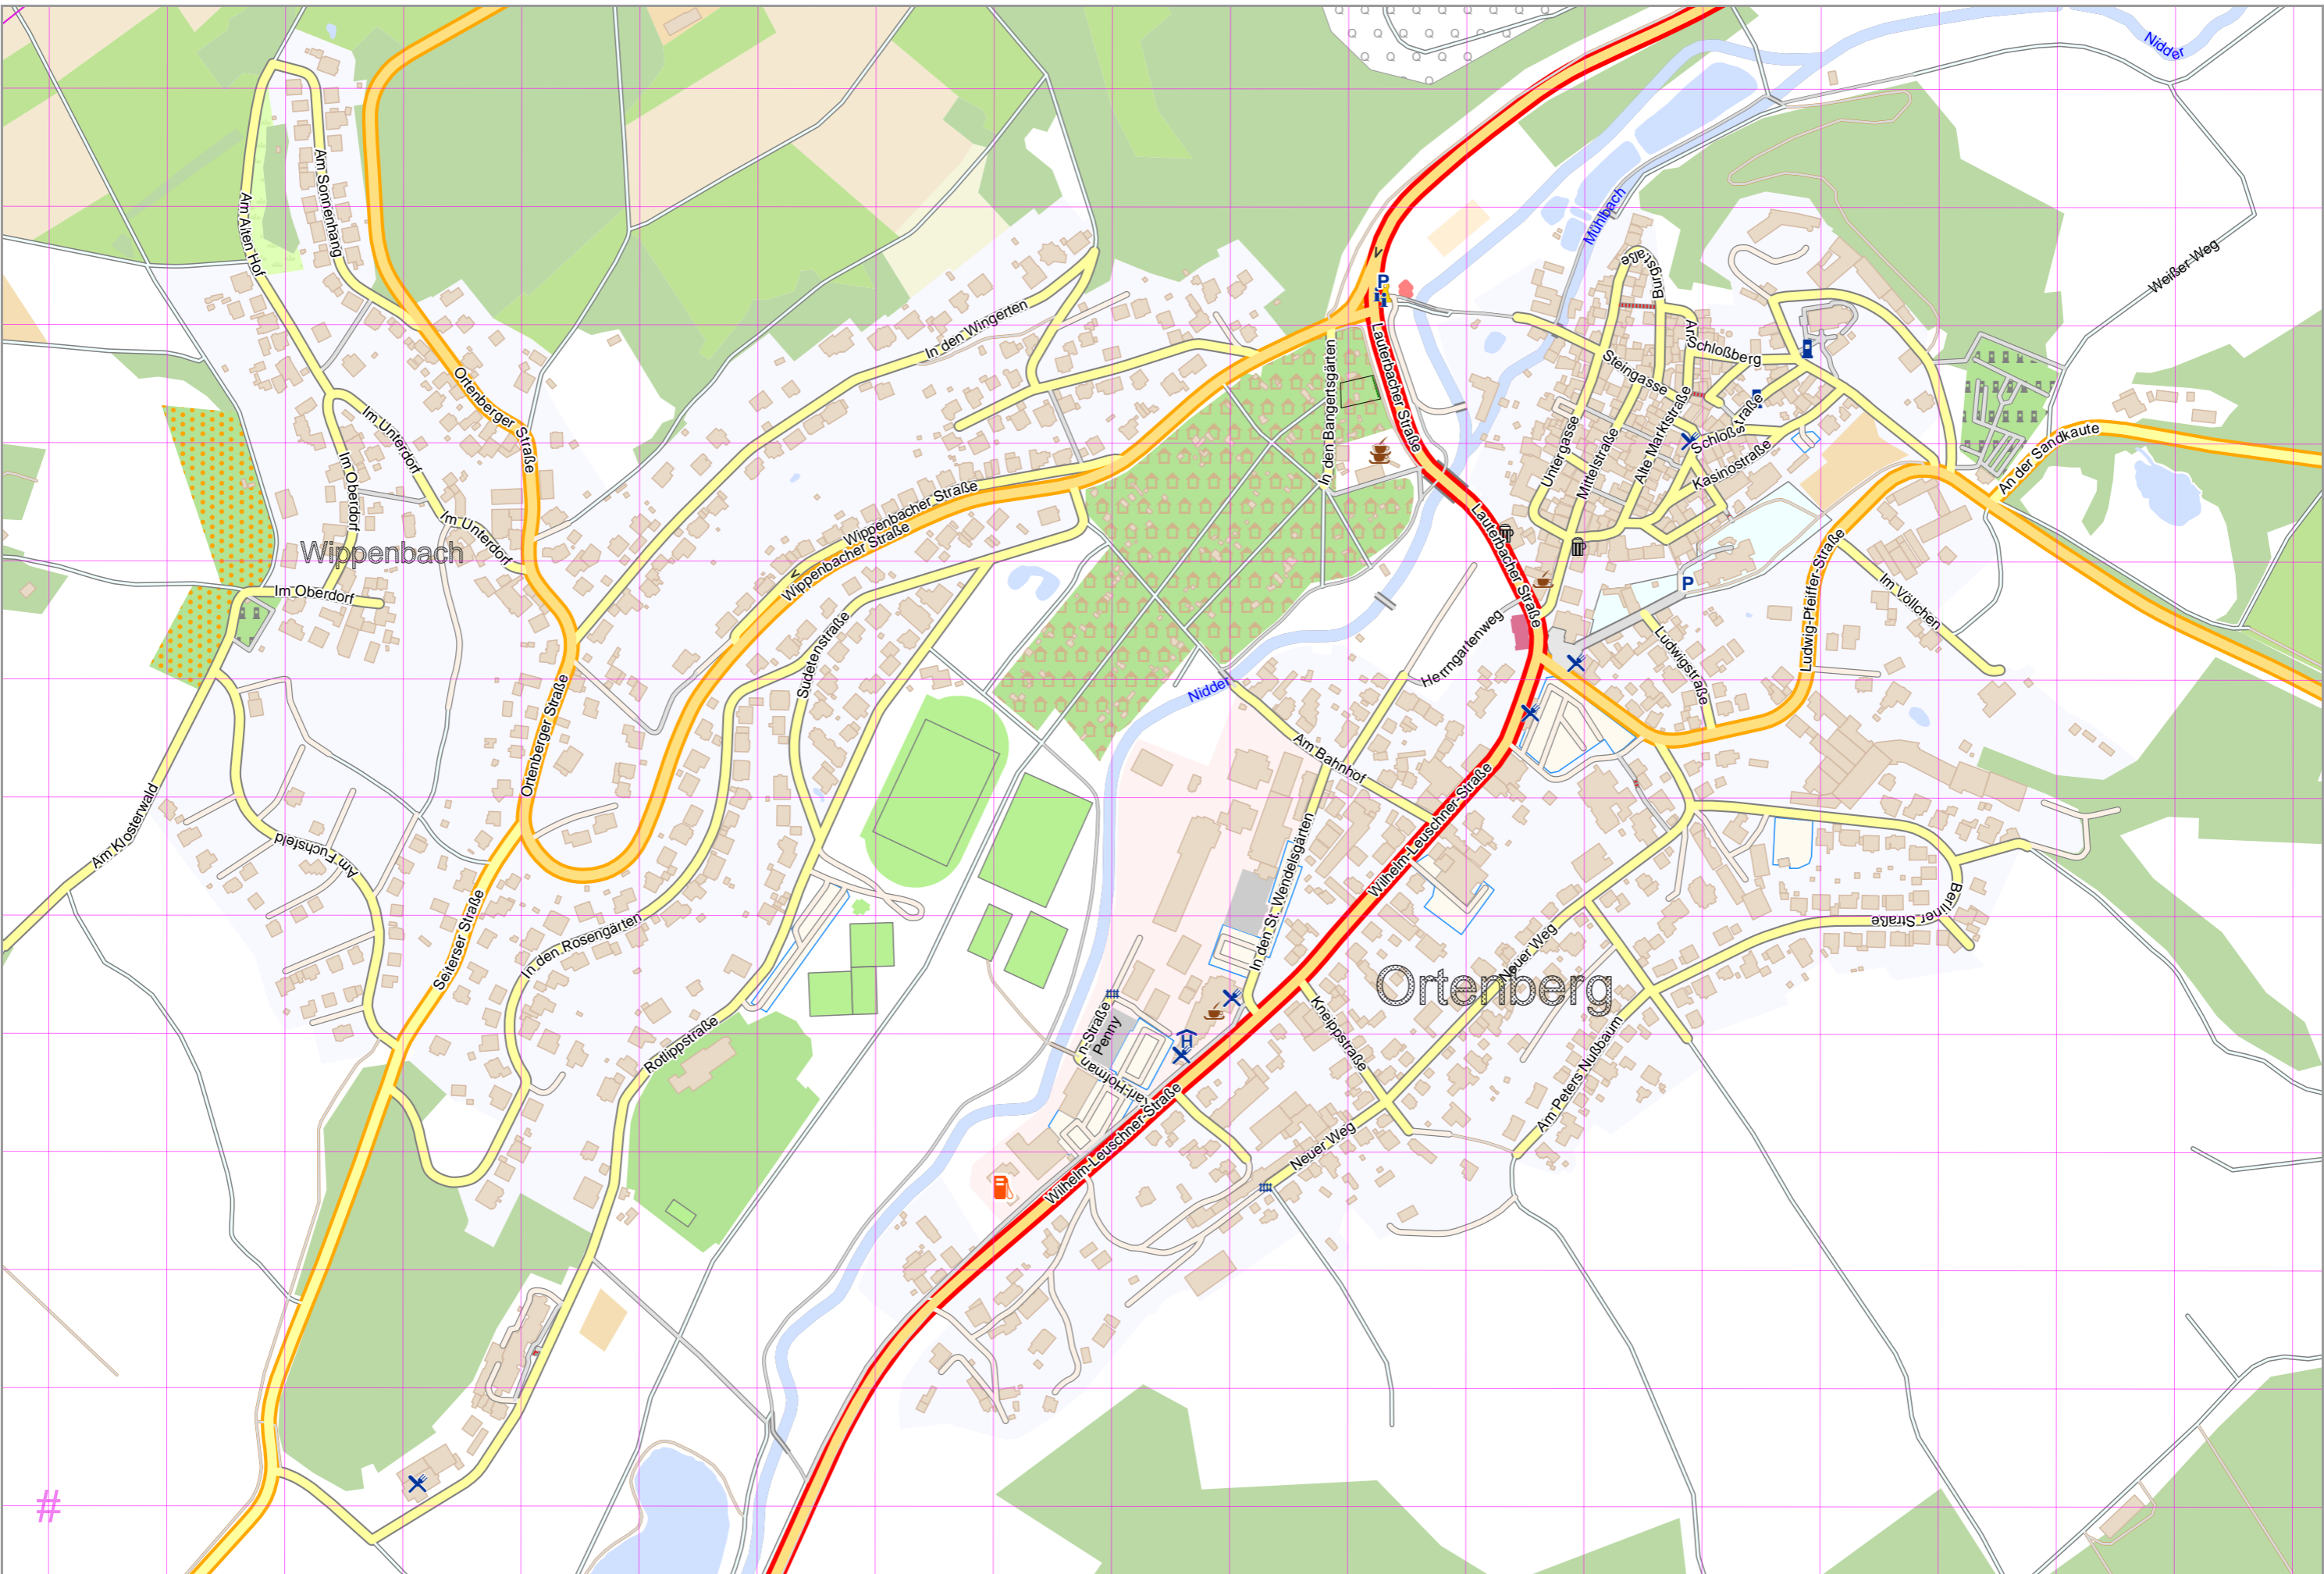 Nidder
Am Sonnenhang
Am Alten Hof
Mühlbach
Burgstraße
Weißer Weg
P
In den Wingerten
Lauterbacher Straße
In den Bangertsgärten
Steingasse
Schloßberg
Ortenberger Straße
Im Unterdorf
Im Oberdorf
Untergasse
Mittelstraße
Alte Marktstraße
Schloßstraße
Kasinostraße
An der Sandkaute
Wippenbacher Straße
Wippenbacher Straße
Im Unterdorf
Wippenbach
Lauterbacher Straße
Im Oberdorf
P
Im Völlchen
Ludwig-Pfeiffer-Straße
Sudetenstraße
Herrngartenweg
Ludwigstraße
Nidder
Ortenberger Straße
Am Bahnhof
Am Klosterwald
Am Fuchsfeld
Wilhelm-Leuschner-Straße
In den St. Wendelsgärten
Berliner Straße
Seiterser Straße
In den Rosengärten
Neuer Weg
Ortenberg
Rotlippstraße
Penny
Karl-Hofmann-Straße
H
Kneippstraße
Am Peters Nußbaum
Wilhelm-Leuschner-Straße
Neuer Weg
#